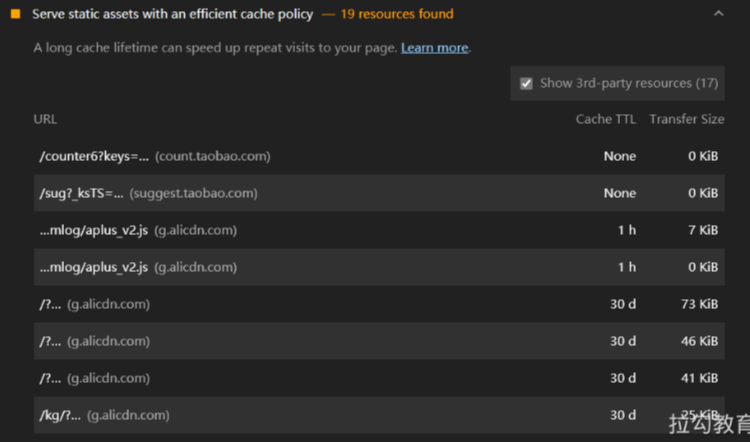 Serve static assets with an efficient cache policy — 19 resources found
A long cache lifetime can speed up repeat visits to your page. Learn more.
Show 3rd-party resources (17)
URL Cache TTL Transfer Size
/counter6?keys=... (count.taobao.com) None 0 KiB
/sug?_ksTS=... (suggest.taobao.com) None 0 KiB
...mlog/aplus_v2.js (g.alicdn.com) 1 h 7 KiB
...mlog/aplus_v2.js (g.alicdn.com) 1 h 0 KiB
/?... (g.alicdn.com) 30 d 73 KiB
/?... (g.alicdn.com) 30 d 46 KiB
/?... (g.alicdn.com) 30 d 41 KiB
/kg/?... (g.alicdn.com) 30 d 25 KiB
拉勾教育